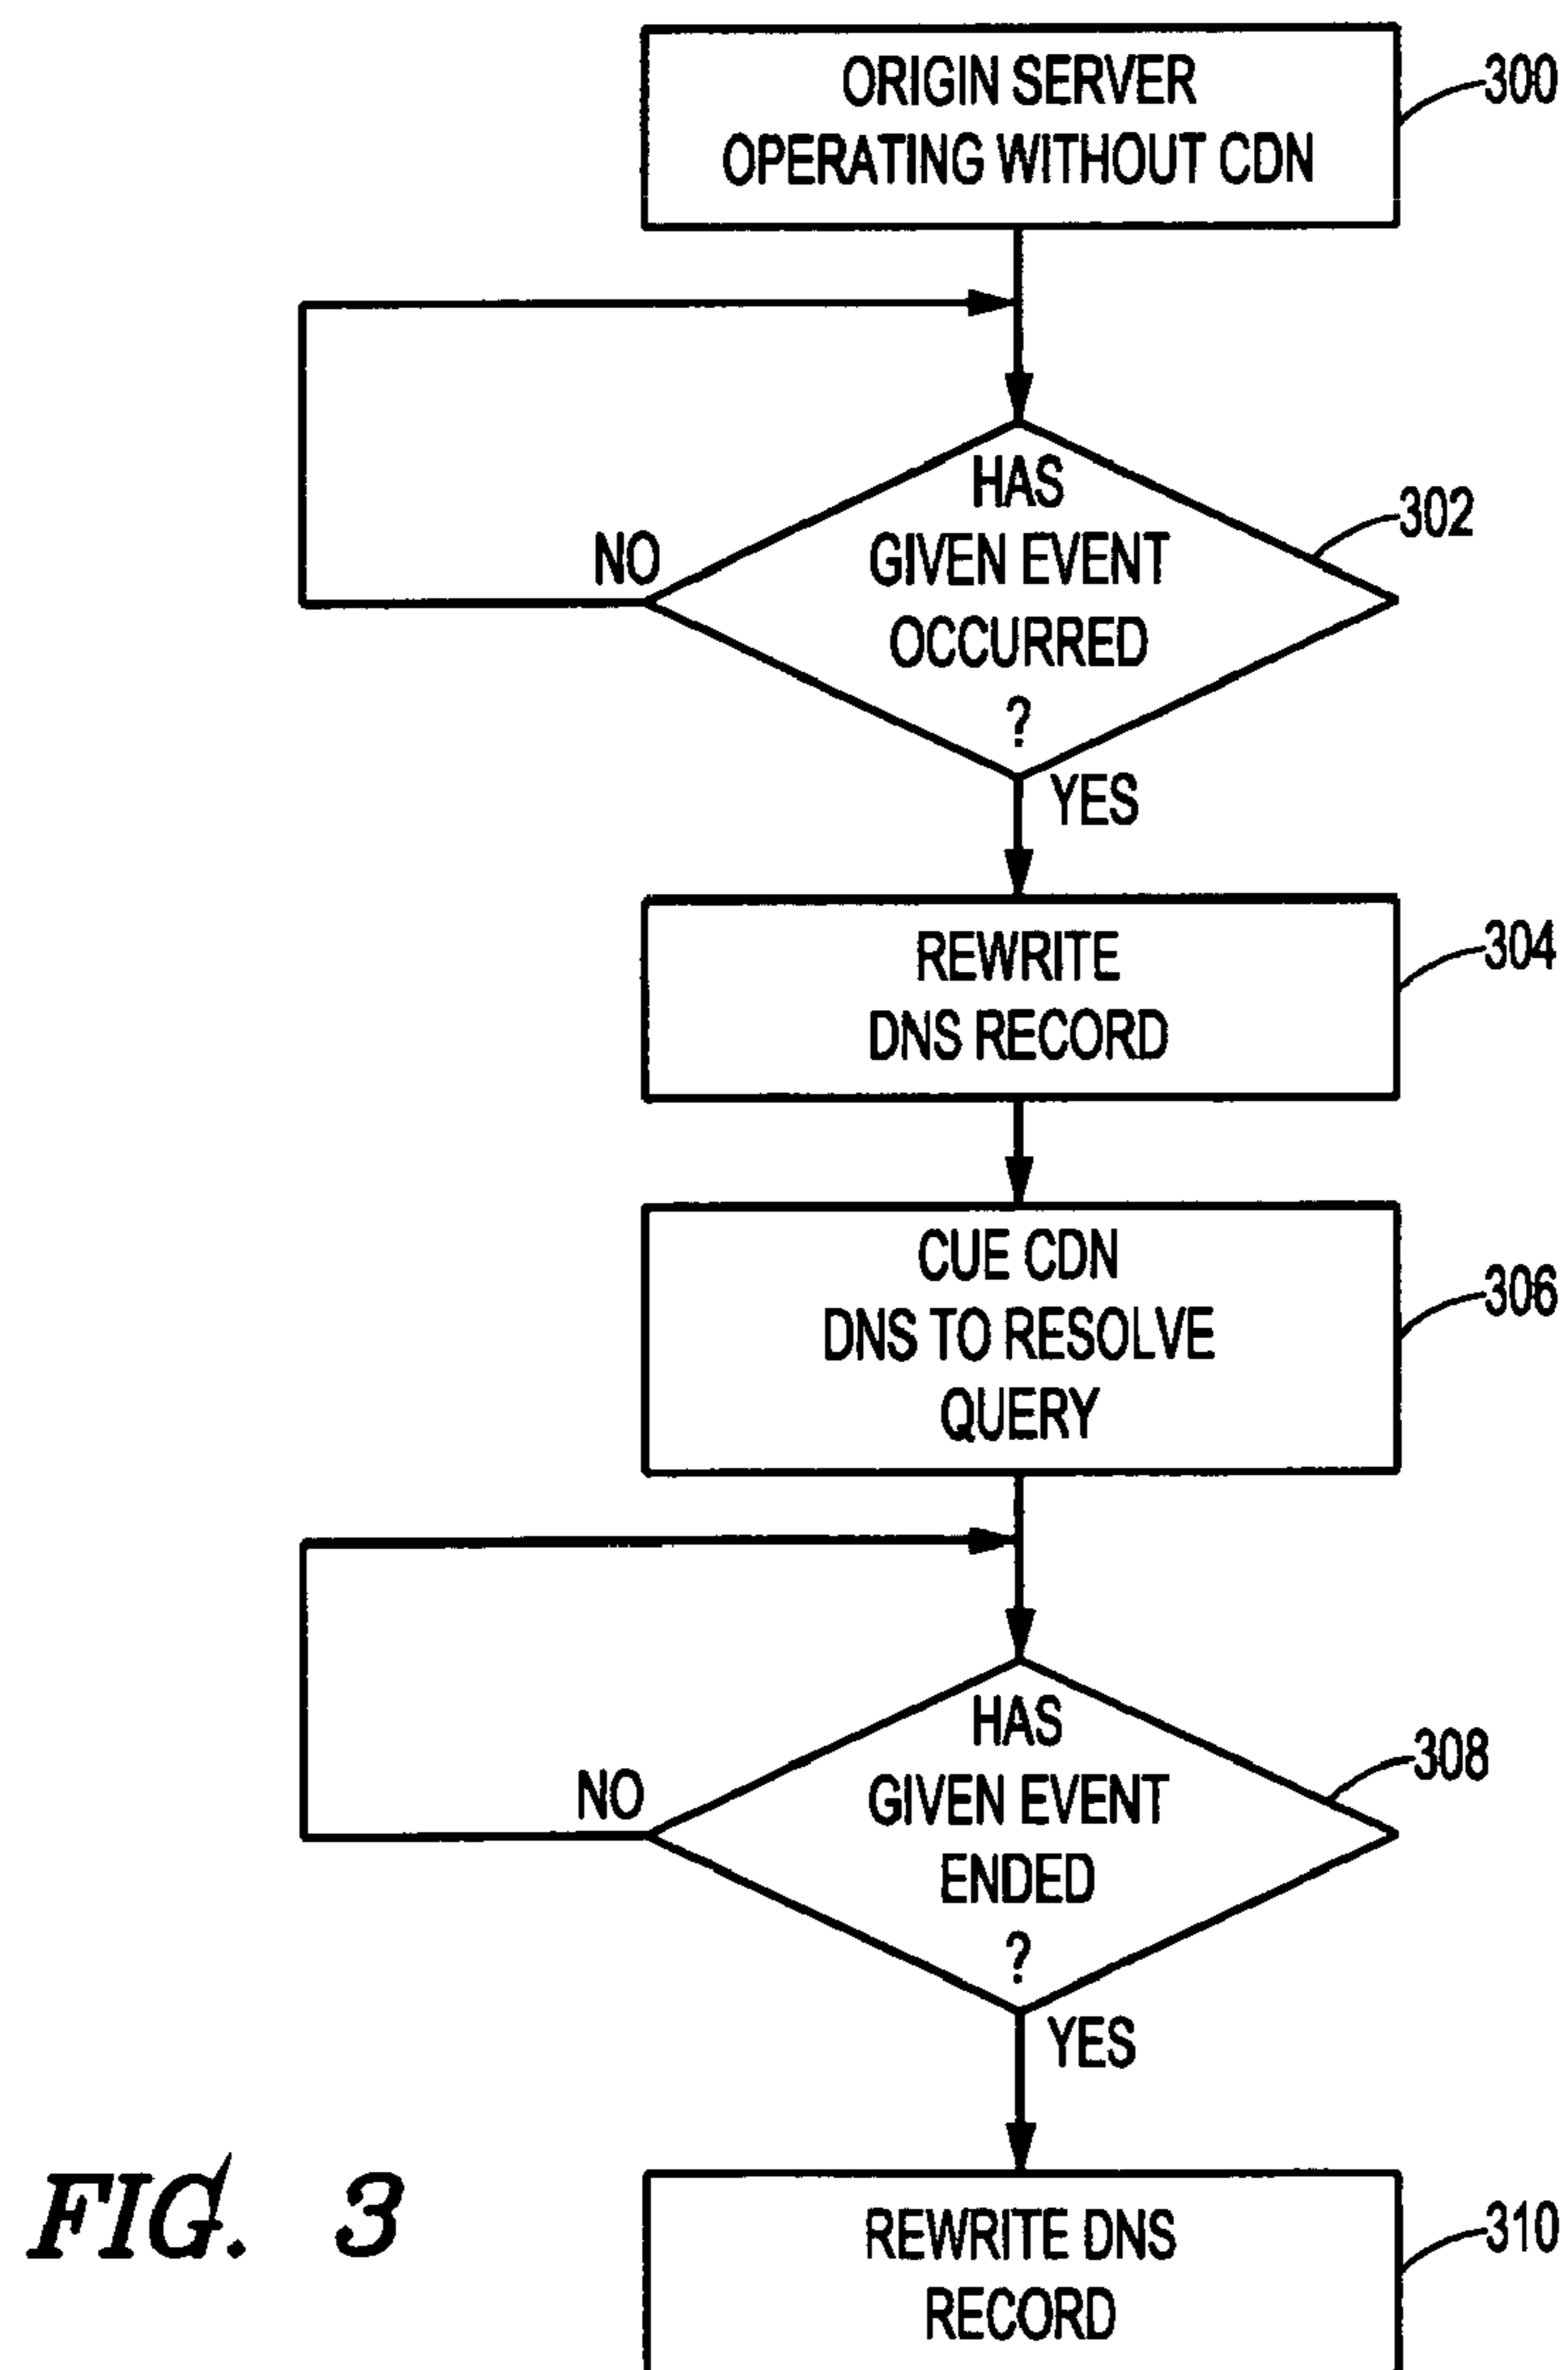 ORIGIN SERVER
OPERATING WITHOUT CDN
300
HAS
GIVEN EVENT
OCCURRED
?
302
NO
YES
REWRITE
DNS RECORD
304
CUE CDN
DNS TO RESOLVE
QUERY
306
HAS
GIVEN EVENT
ENDED
?
308
NO
YES
REWRITE DNS
RECORD
310
FIG. 3